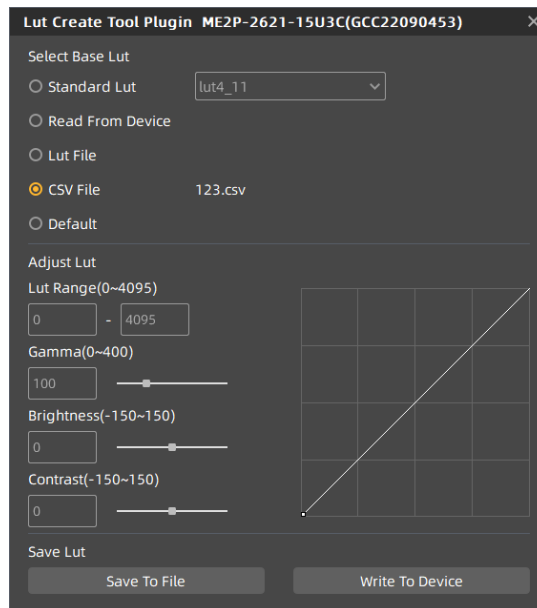 Lut Create Tool Plugin ME2P-2621-15U3C(GCC22090453)
Select Base Lut
Standard Lut lut4_11
Read From Device
Lut File
CSV File 123.csv
Default
Adjust Lut
Lut Range(0~4095)
0 - 4095
Gamma(0~400)
100
Brightness(-150~150)
0
Contrast(-150~150)
0
Save Lut
Save To File Write To Device